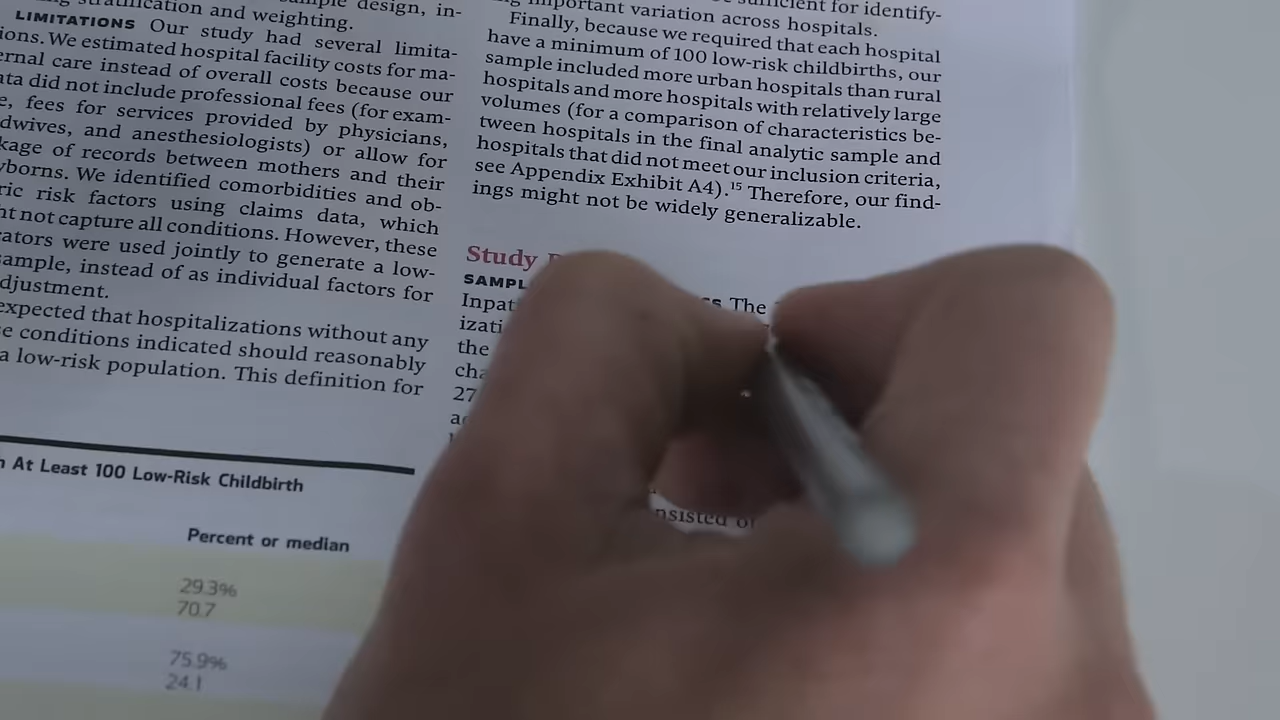 stratification and weighting.
LIMITATIONS Our study had several limita-
ions. We estimated hospital facility costs for ma-
ernal care instead of overall costs because our
ata did not include professional fees (for exam-
e, fees for services provided by physicians,
dwives, and anesthesiologists) or allow for
kage of records between mothers and their
yborns. We identified comorbidities and ob-
ric risk factors using claims data, which
ht not capture all conditions. However, these
cators were used jointly to generate a low-
sample, instead of as individual factors for
djustment.
expected that hospitalizations without any
se conditions indicated should reasonably
a low-risk population. This definition for
n At Least 100 Low-Risk Childbirth
Percent or median
29.3%
70.7
75.9%
24.1
important variation across hospitals.
Finally, because we required that each hospital
have a minimum of 100 low-risk childbirths, our
sample included more urban hospitals than rural
hospitals and more hospitals with relatively large
volumes (for a comparison of characteristics be-
tween hospitals in the final analytic sample and
hospitals that did not meet our inclusion criteria,
see Appendix Exhibit A4).15 Therefore, our find-
ings might not be widely generalizable.
Study
SAMPL The
Inpat
izati
the
cha
27
nsisted of